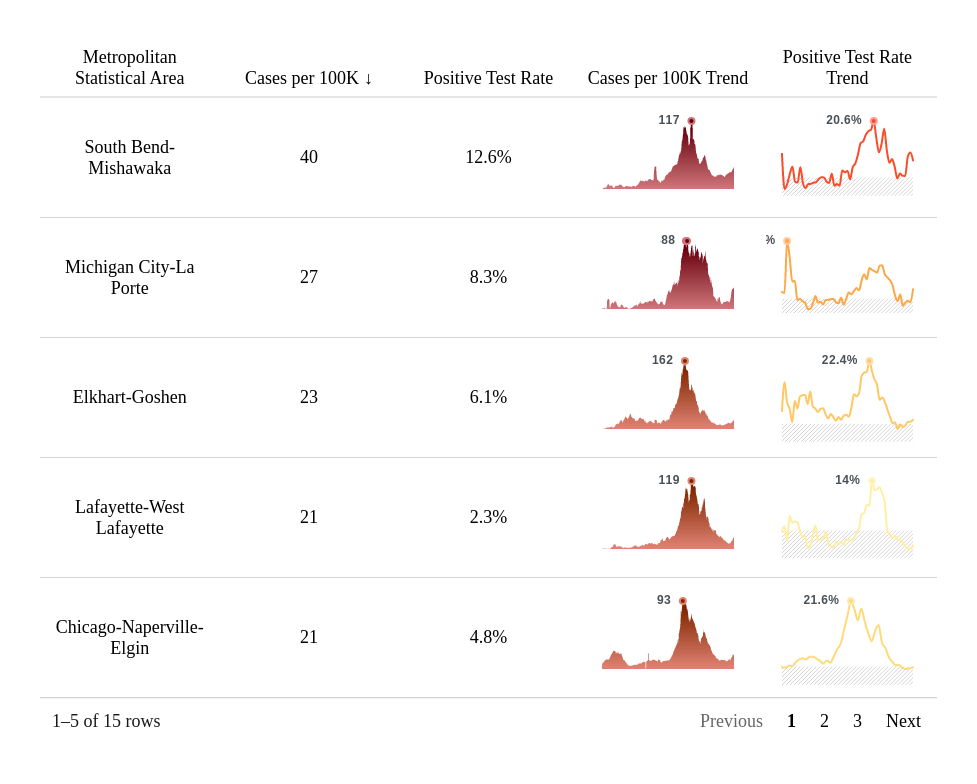 Metropolitan
Statistical Area
Cases per 100K ↓
Positive Test Rate
Cases per 100K Trend
Positive Test Rate
Trend
South Bend-
Mishawaka
40
12.6%
117
20.6%
Michigan City-La
Porte
27
8.3%
88
%
Elkhart-Goshen
23
6.1%
162
22.4%
Lafayette-West
Lafayette
21
2.3%
119
14%
Chicago-Naperville-
Elgin
21
4.8%
93
21.6%
1–5 of 15 rows
Previous 1 2 3 Next